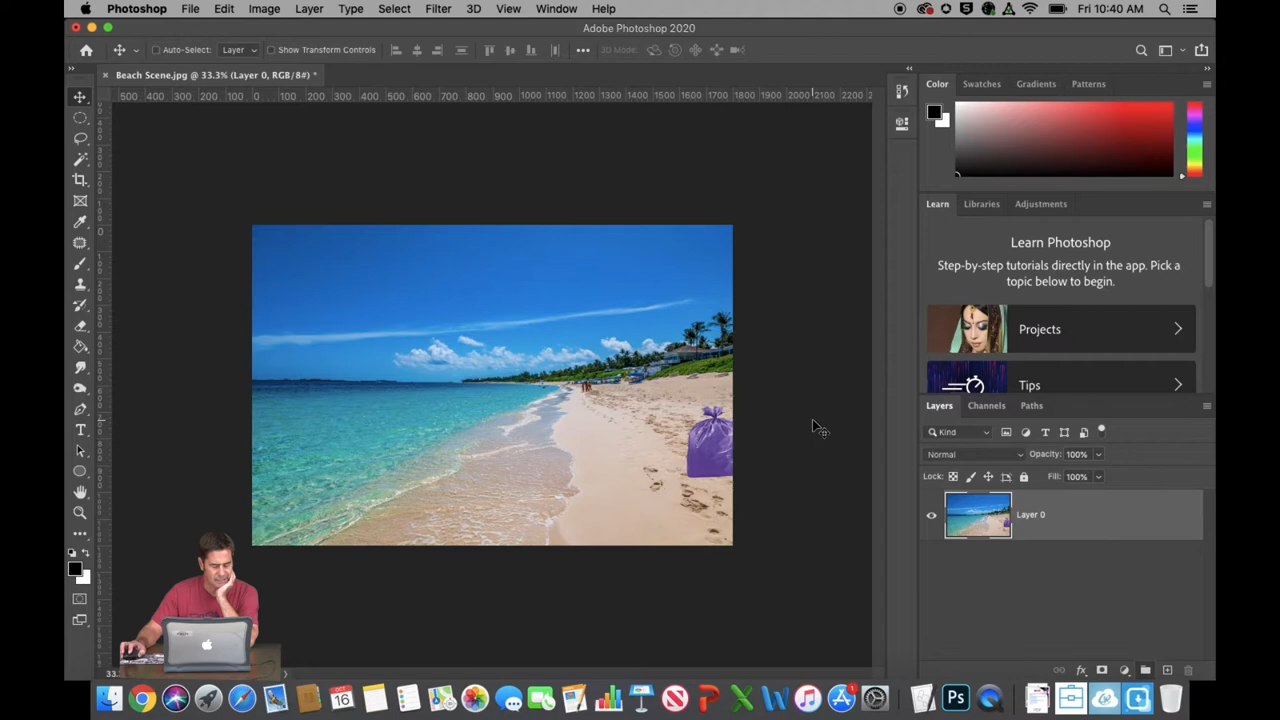 Photoshop File Edit Image Layer Type Select Filter 3D View Window Help Fri 10:40 AM
Adobe Photoshop 2020
Auto-Select: Layer Show Transform Controls 3D Mode:
Beach Scene.jpg @ 33.3% (Layer 0, RGB/8#) *
500 400 300 200 100 0 100 200 300 400 500 600 700 800 900 1000 1100 1200 1300 1400 1500 1600 1700 1800 1900 2000 2100 2200
Color Swatches Gradients Patterns
Learn Libraries Adjustments
Learn Photoshop
Step-by-step tutorials directly in the app. Pick a
topic below to begin.
Projects
Tips
Layers Channels Paths
Kind
Normal Opacity: 100%
Lock: Fill: 100%
Layer 0
OCT
16
Ps